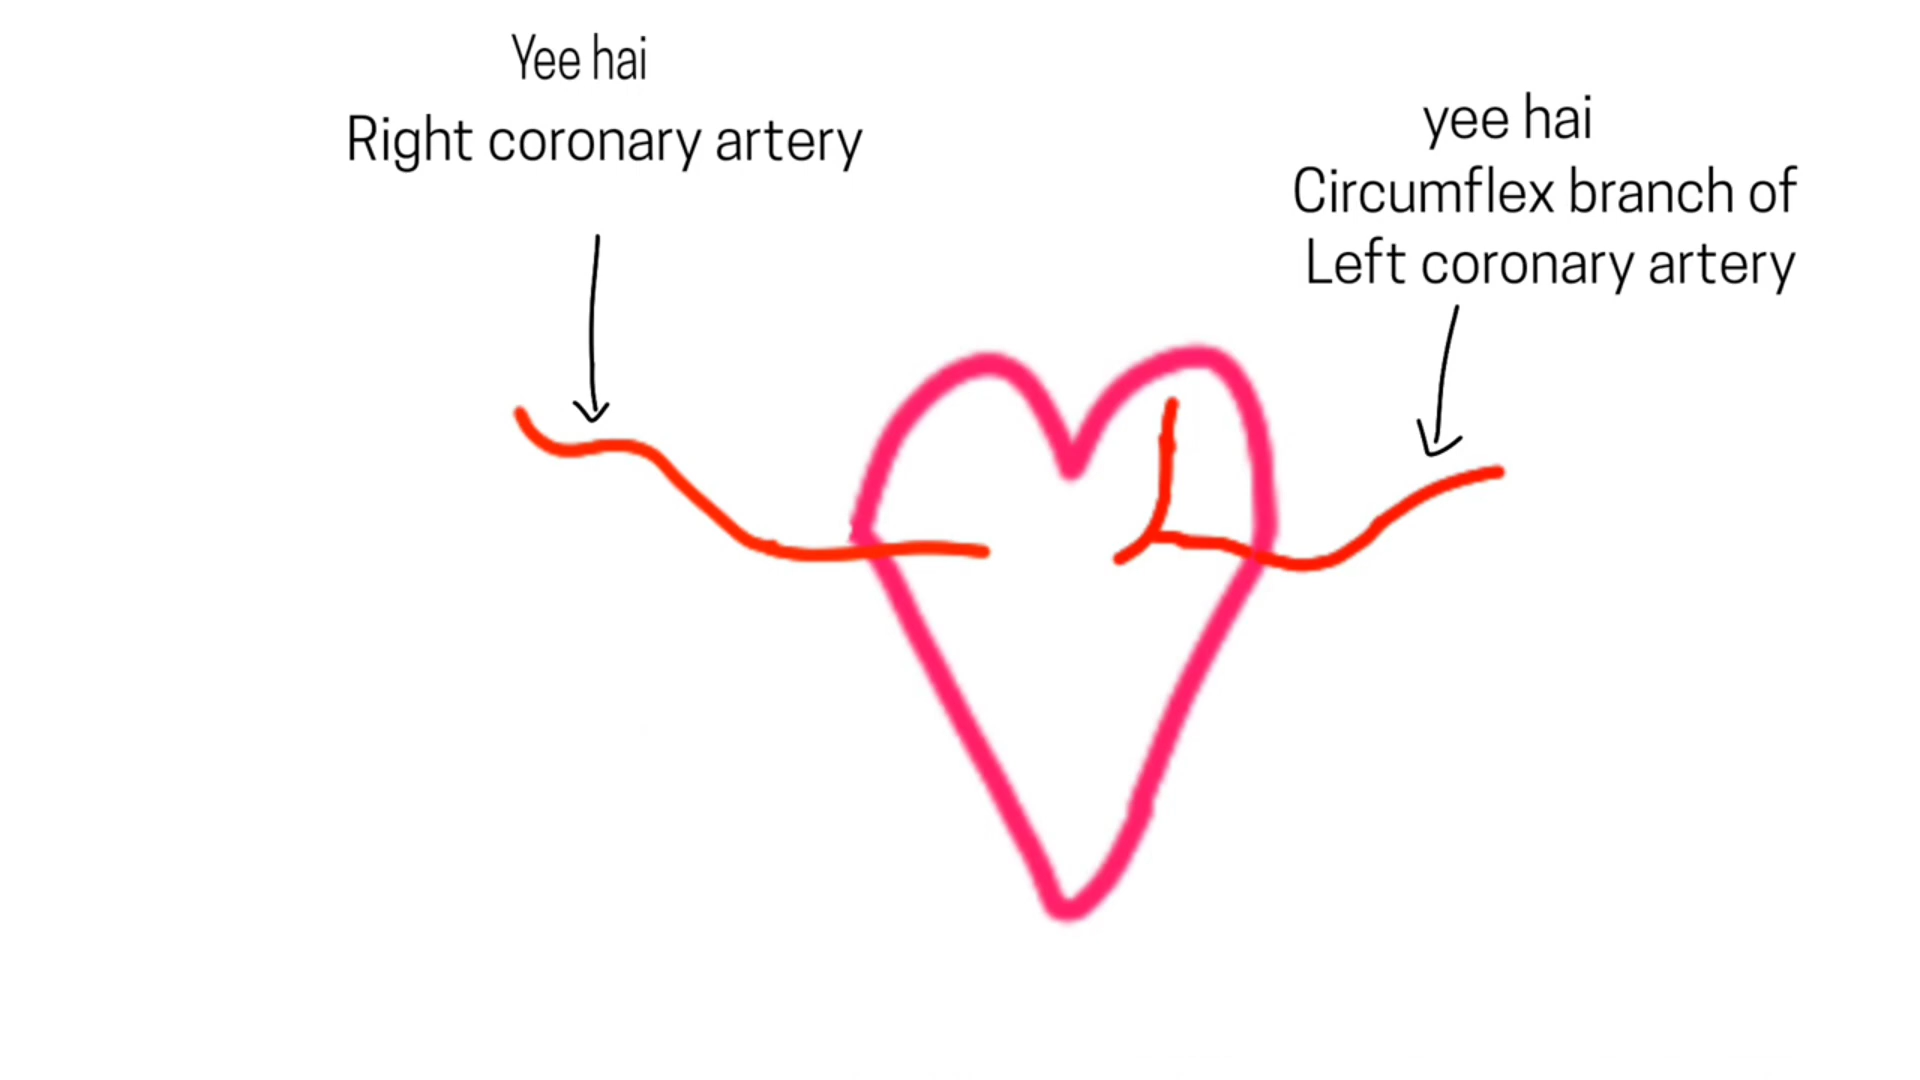 Yee hai
Right coronary artery
yee hai
Circumflex branch of
Left coronary artery